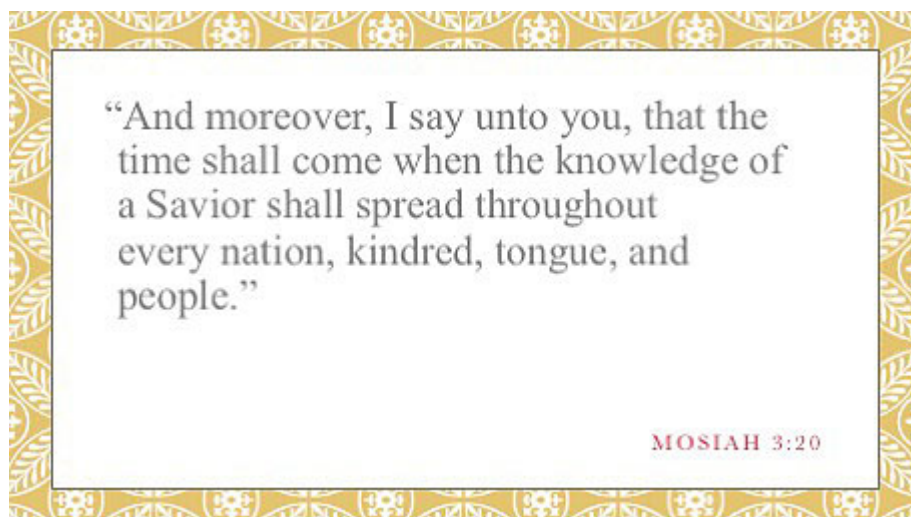 “And moreover, I say unto you, that the
time shall come when the knowledge of
a Savior shall spread throughout
every nation, kindred, tongue, and
people.”
MOSIAH 3:20